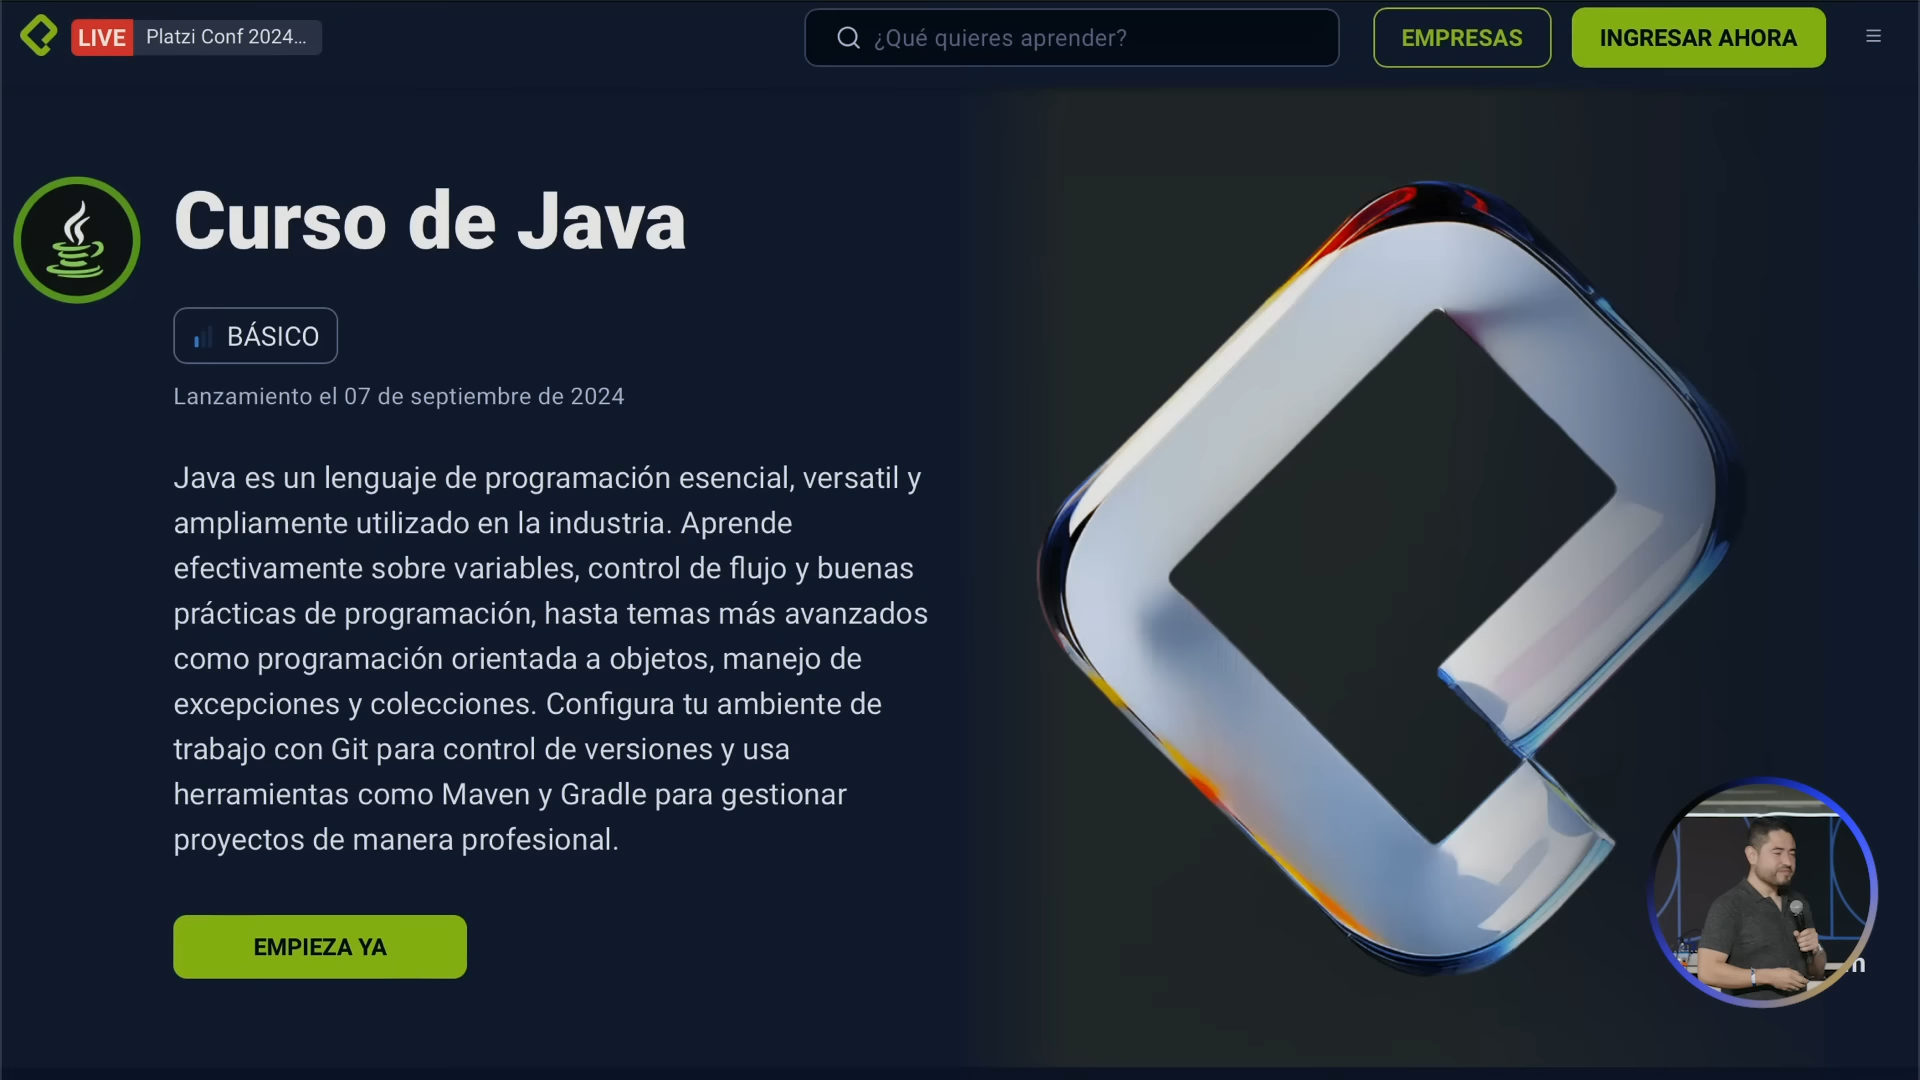 LIVE Platzi Conf 2024...
¿Qué quieres aprender?
EMPRESAS
INGRESAR AHORA
Curso de Java
BÁSICO
Lanzamiento el 07 de septiembre de 2024
Java es un lenguaje de programación esencial, versatil y
ampliamente utilizado en la industria. Aprende
efectivamente sobre variables, control de flujo y buenas
prácticas de programación, hasta temas más avanzados
como programación orientada a objetos, manejo de
excepciones y colecciones. Configura tu ambiente de
trabajo con Git para control de versiones y usa
herramientas como Maven y Gradle para gestionar
proyectos de manera profesional.
EMPIEZA YA